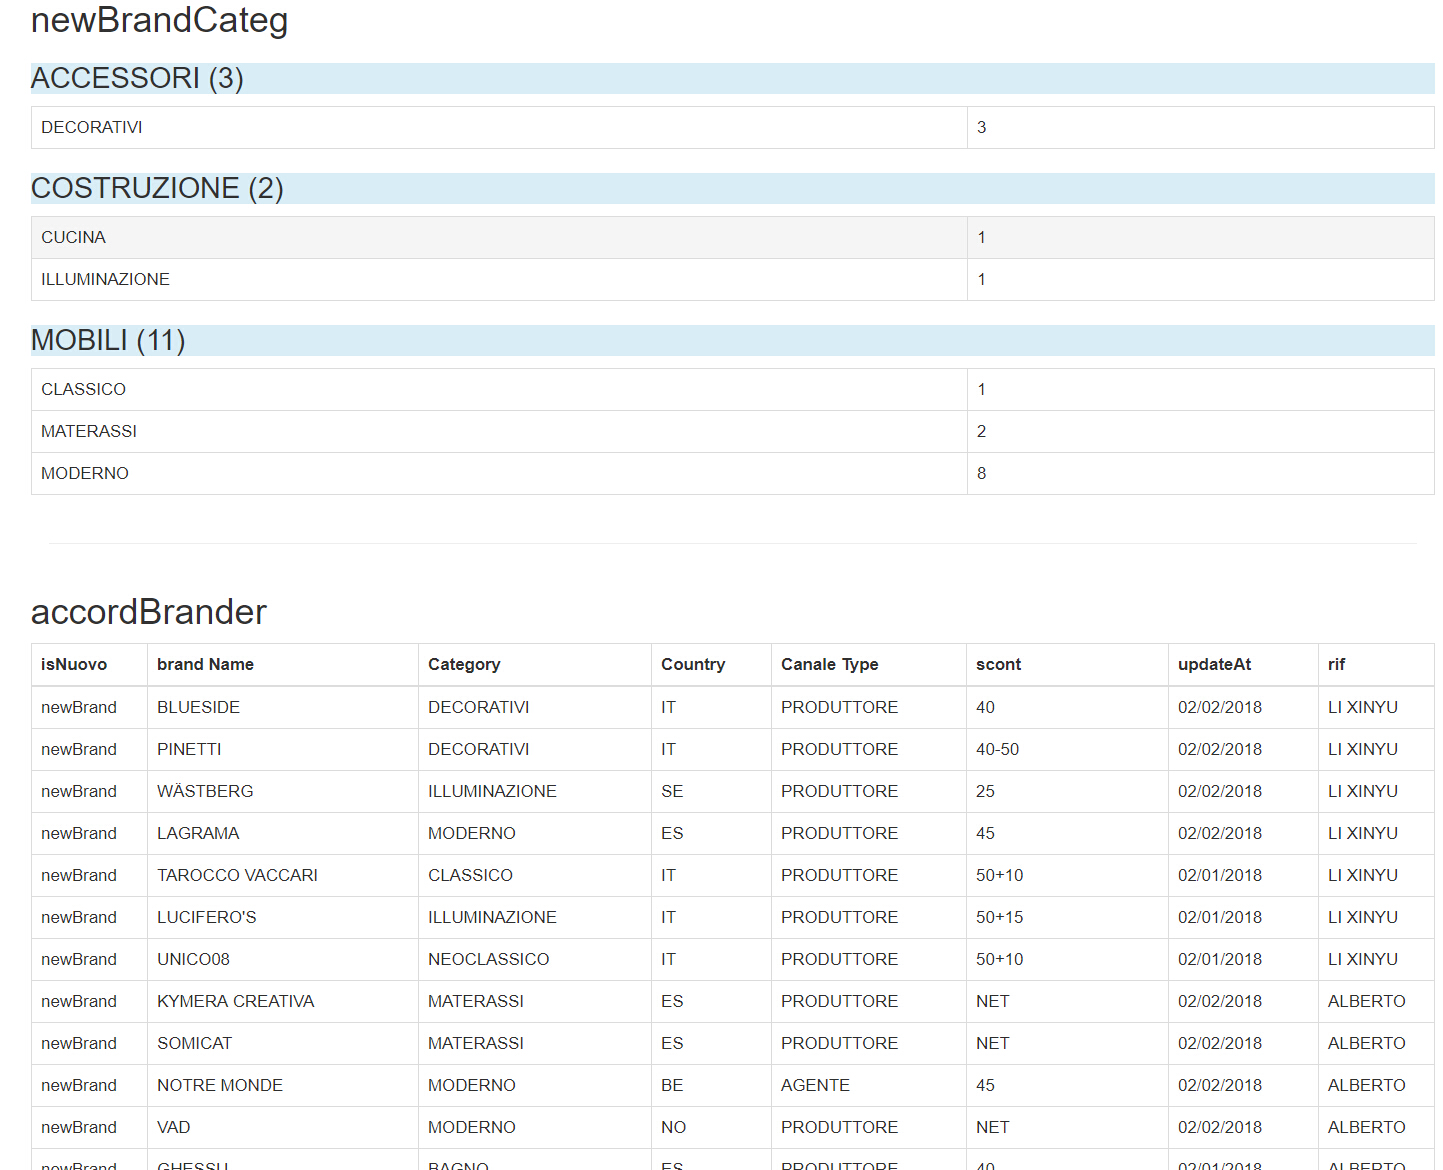 newBrandCateg
ACCESSORI (3)
DECORATIVI 3
COSTRUZIONE (2)
CUCINA 1
ILLUMINAZIONE 1
MOBILI (11)
CLASSICO 1
MATERASSI 2
MODERNO 8
accordBrander
isNuovo brand Name Category Country Canale Type scont updateAt rif
newBrand BLUESIDE DECORATIVI IT PRODUTTORE 40 02/02/2018 LI XINYU
newBrand PINETTI DECORATIVI IT PRODUTTORE 40-50 02/02/2018 LI XINYU
newBrand WÄSTBERG ILLUMINAZIONE SE PRODUTTORE 25 02/02/2018 LI XINYU
newBrand LAGRAMA MODERNO ES PRODUTTORE 45 02/02/2018 LI XINYU
newBrand TAROCCO VACCARI CLASSICO IT PRODUTTORE 50+10 02/01/2018 LI XINYU
newBrand LUCIFERO'S ILLUMINAZIONE IT PRODUTTORE 50+15 02/01/2018 LI XINYU
newBrand UNICO08 NEOCLASSICO IT PRODUTTORE 50+10 02/01/2018 LI XINYU
newBrand KYMERA CREATIVA MATERASSI ES PRODUTTORE NET 02/02/2018 ALBERTO
newBrand SOMICAT MATERASSI ES PRODUTTORE NET 02/02/2018 ALBERTO
newBrand NOTRE MONDE MODERNO BE AGENTE 45 02/02/2018 ALBERTO
newBrand VAD MODERNO NO PRODUTTORE NET 02/02/2018 ALBERTO
newBrand GHESSU BAGNO ES PRODUTTORE 40 02/01/2018 ALBERTO